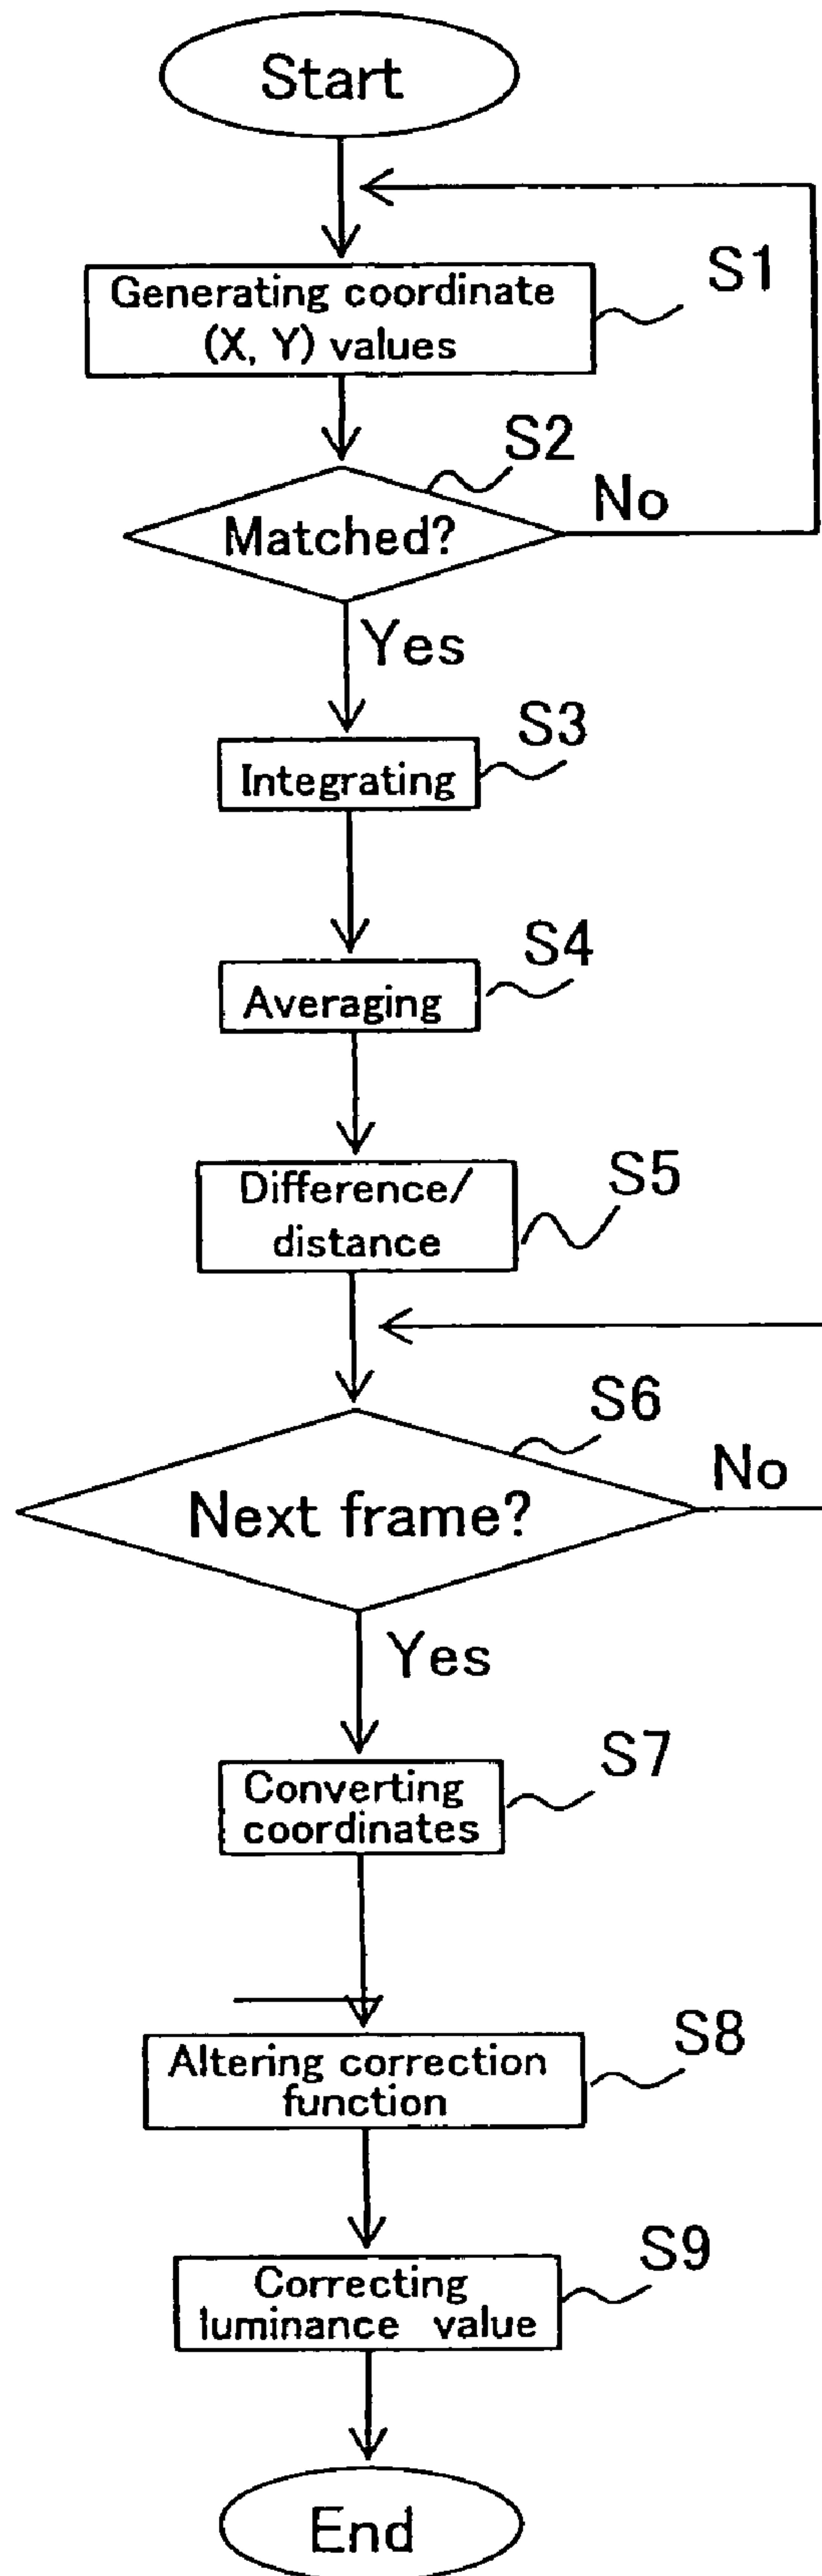 Start
S1
Generating coordinate
(X, Y) values
S2
No
Matched?
Yes
S3
Integrating
S4
Averaging
S5
Difference/
distance
S6
No
Next frame?
Yes
S7
Converting
coordinates
S8
Altering correction
function
S9
Correcting
luminance value
End